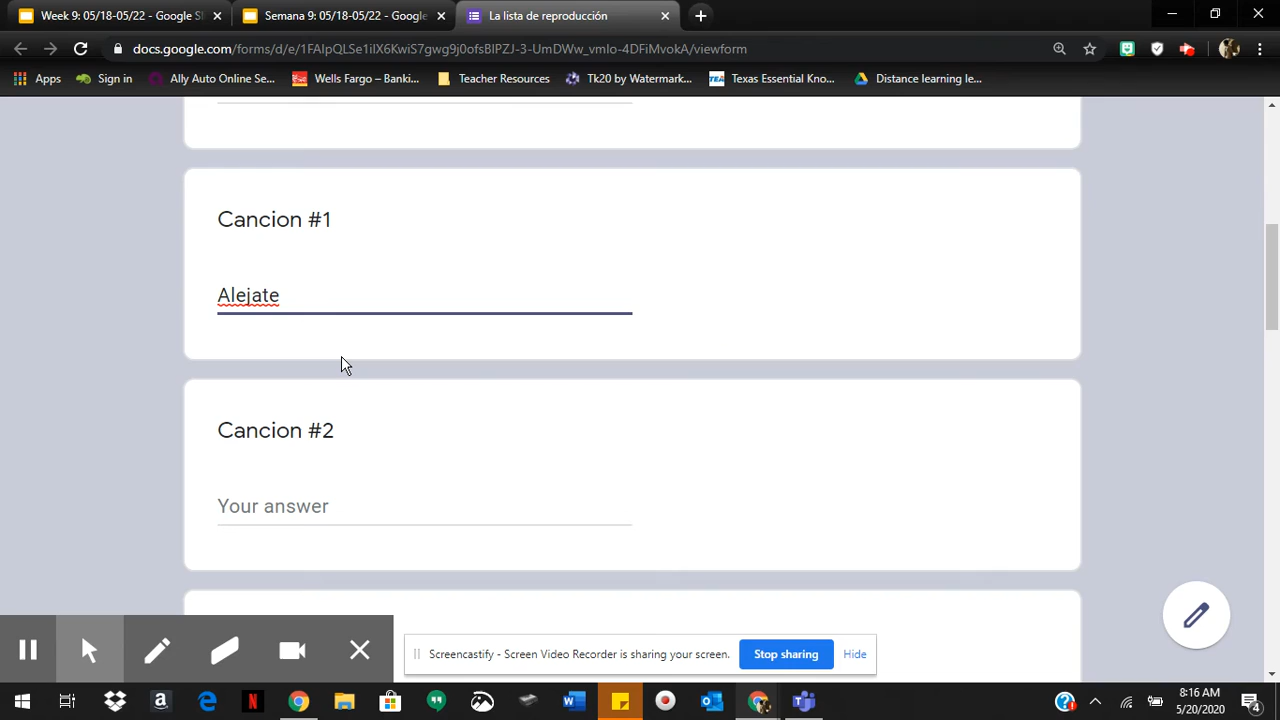 Week 9: 05/18-05/22 - Google Sl
Semana 9: 05/18-05/22 - Google
La lista de reproducción
docs.google.com/forms/d/e/1FAIpQLSe1ilX6KwiS7gwg9j0ofsBlPZJ-3-UmDWw_vmlo-4DFiMvokA/viewform
Apps
Sign in
Ally Auto Online Se...
Wells Fargo – Banki...
Teacher Resources
Tk20 by Watermark...
TEA
Texas Essential Kno...
Distance learning le...
Cancion #1
Alejate
Cancion #2
Your answer
Screencastify - Screen Video Recorder is sharing your screen.
Stop sharing
Hide
8:16 AM
5/20/2020
4